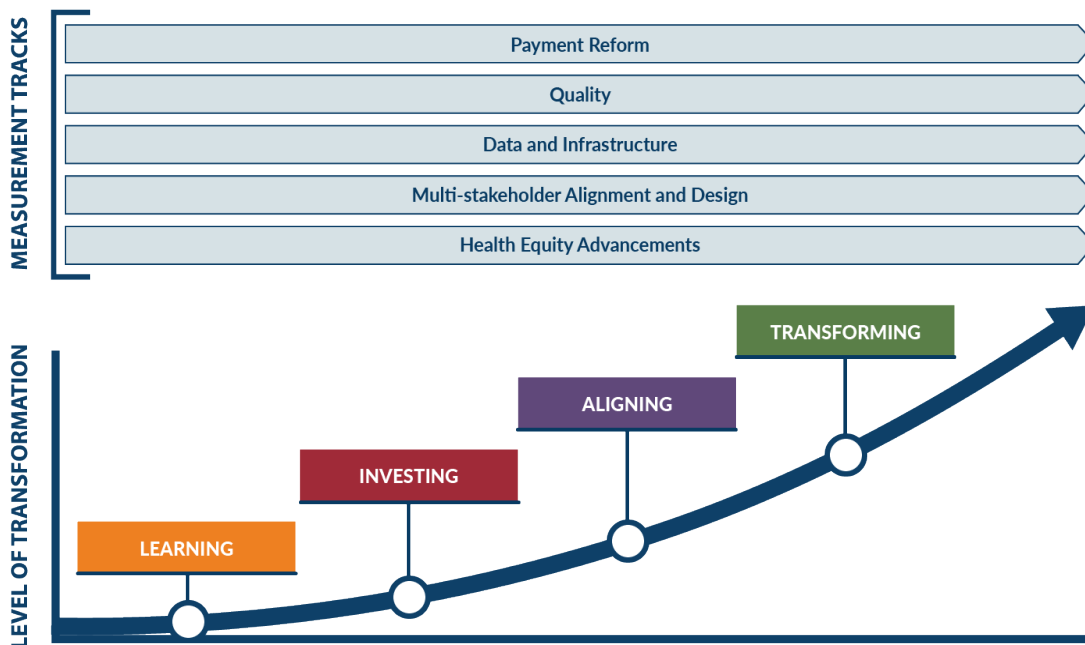 MEASUREMENT TRACKS
Payment Reform
Quality
Data and Infrastructure
Multi-stakeholder Alignment and Design
Health Equity Advancements
LEVEL OF TRANSFORMATION
TRANSFORMING
ALIGNING
INVESTING
LEARNING